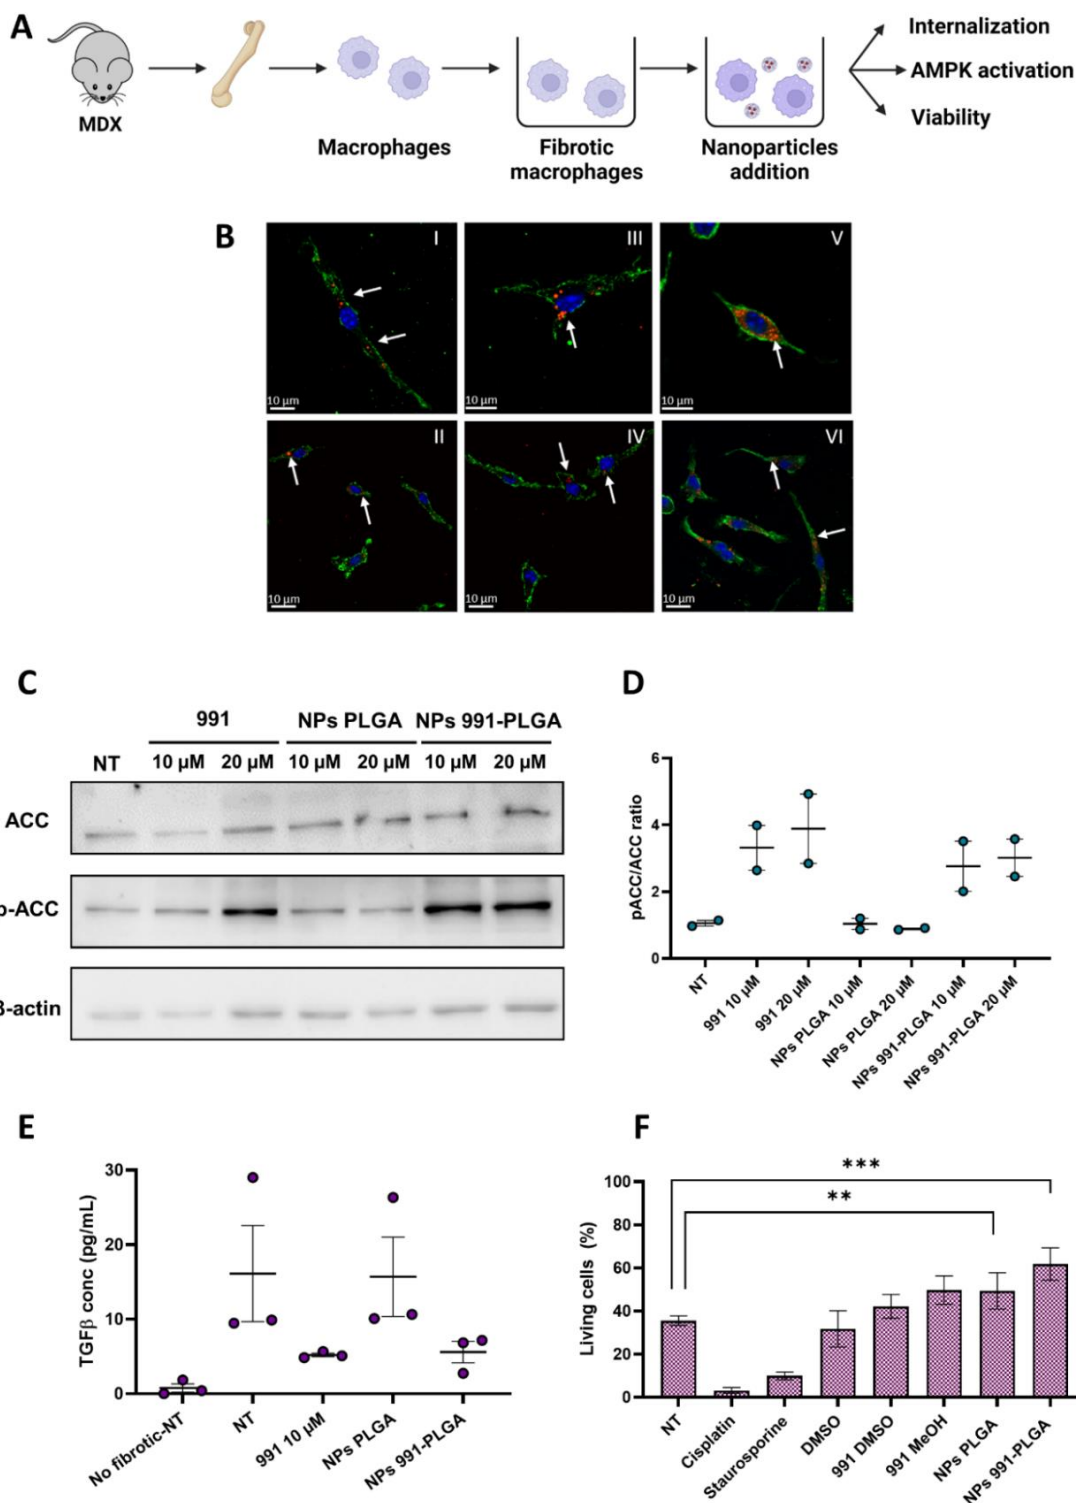 A
MDX
Macrophages
Fibrotic
macrophages
Nanoparticles
addition
Internalization
AMPK activation
Viability
B
I
III
V
10 µm
10 µm
10 µm
II
IV
VI
10 µm
10 µm
10 µm
C
991
NPs PLGA
NPs 991-PLGA
NT
10 µM
20 µM
10 µM
20 µM
10 µM
20 µM
ACC
p-ACC
β-actin
D
pACC/ACC ratio
6
4
2
0
NT
991 10 µM
991 20 µM
NPs PLGA 10 µM
NPs PLGA 20 µM
NPs 991-PLGA 10 µM
NPs 991-PLGA 20 µM
E
TGFβ conc (pg/mL)
30
20
10
0
No fibrotic-NT
NT
991 10 µM
NPs PLGA
NPs 991-PLGA
F
Living cells (%)
100
80
60
40
20
0
***
**
NT
Cisplatin
Staurosporine
DMSO
991 DMSO
991 MeOH
NPs PLGA
NPs 991-PLGA